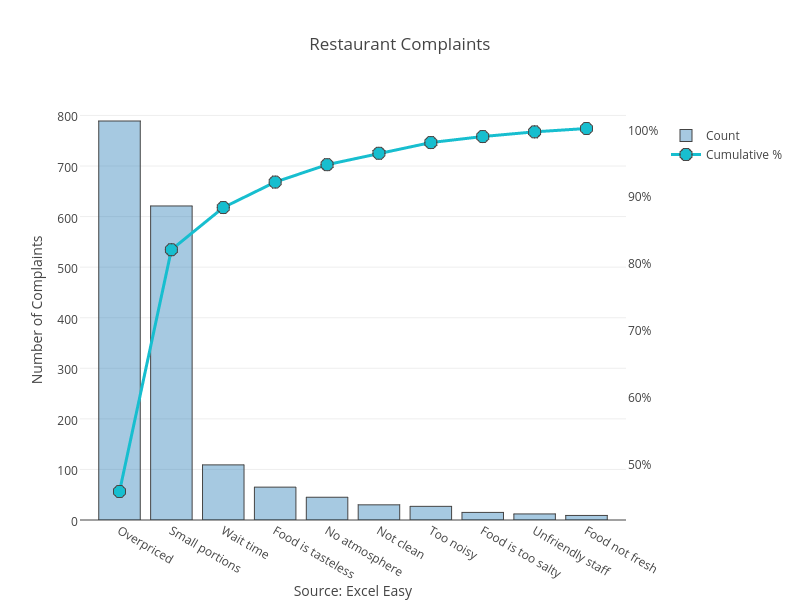 Restaurant Complaints
Count
Cumulative %
Number of Complaints
800
700
600
500
400
300
200
100
0
100%
90%
80%
70%
60%
50%
Overpriced
Small portions
Wait time
Food is tasteless
No atmosphere
Not clean
Too noisy
Food is too salty
Unfriendly staff
Food not fresh
Source: Excel Easy